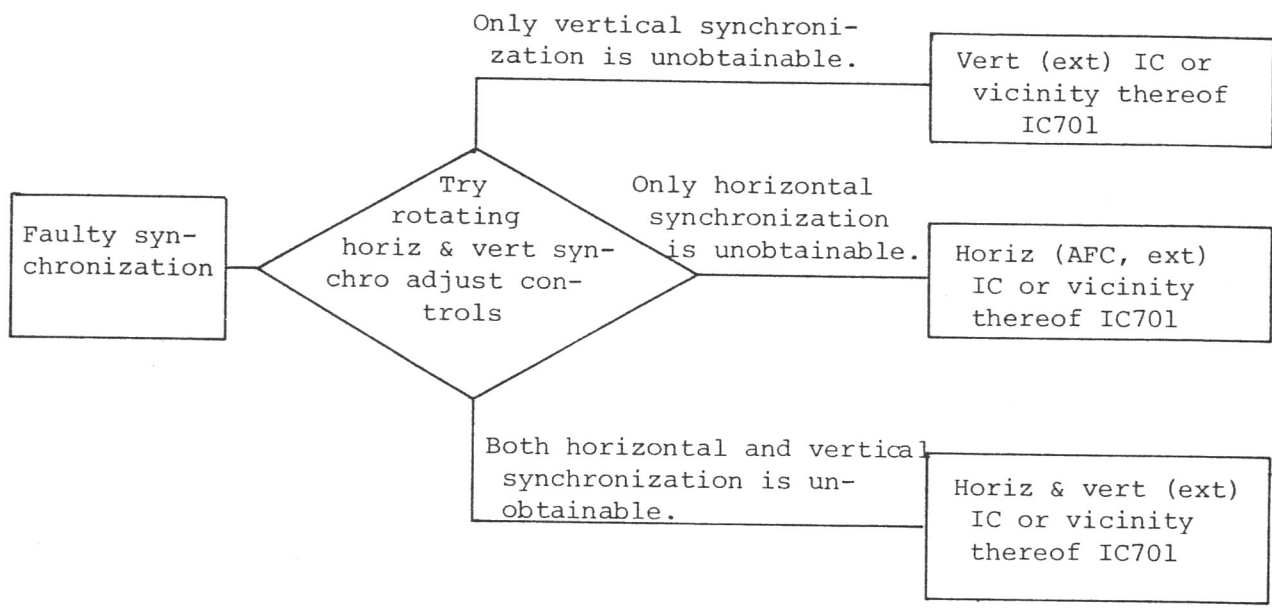 Only vertical synchroni-
zation is unobtainable.
Vert (ext) IC or
vicinity thereof
IC701
Faulty syn-
chronization
Try
rotating
horiz & vert syn-
chro adjust con-
trols
Only horizontal
synchronization
is unobtainable.
Horiz (AFC, ext)
IC or vicinity
thereof IC701
Both horizontal and vertical
synchronization is un-
obtainable.
Horiz & vert (ext)
IC or vicinity
thereof IC701